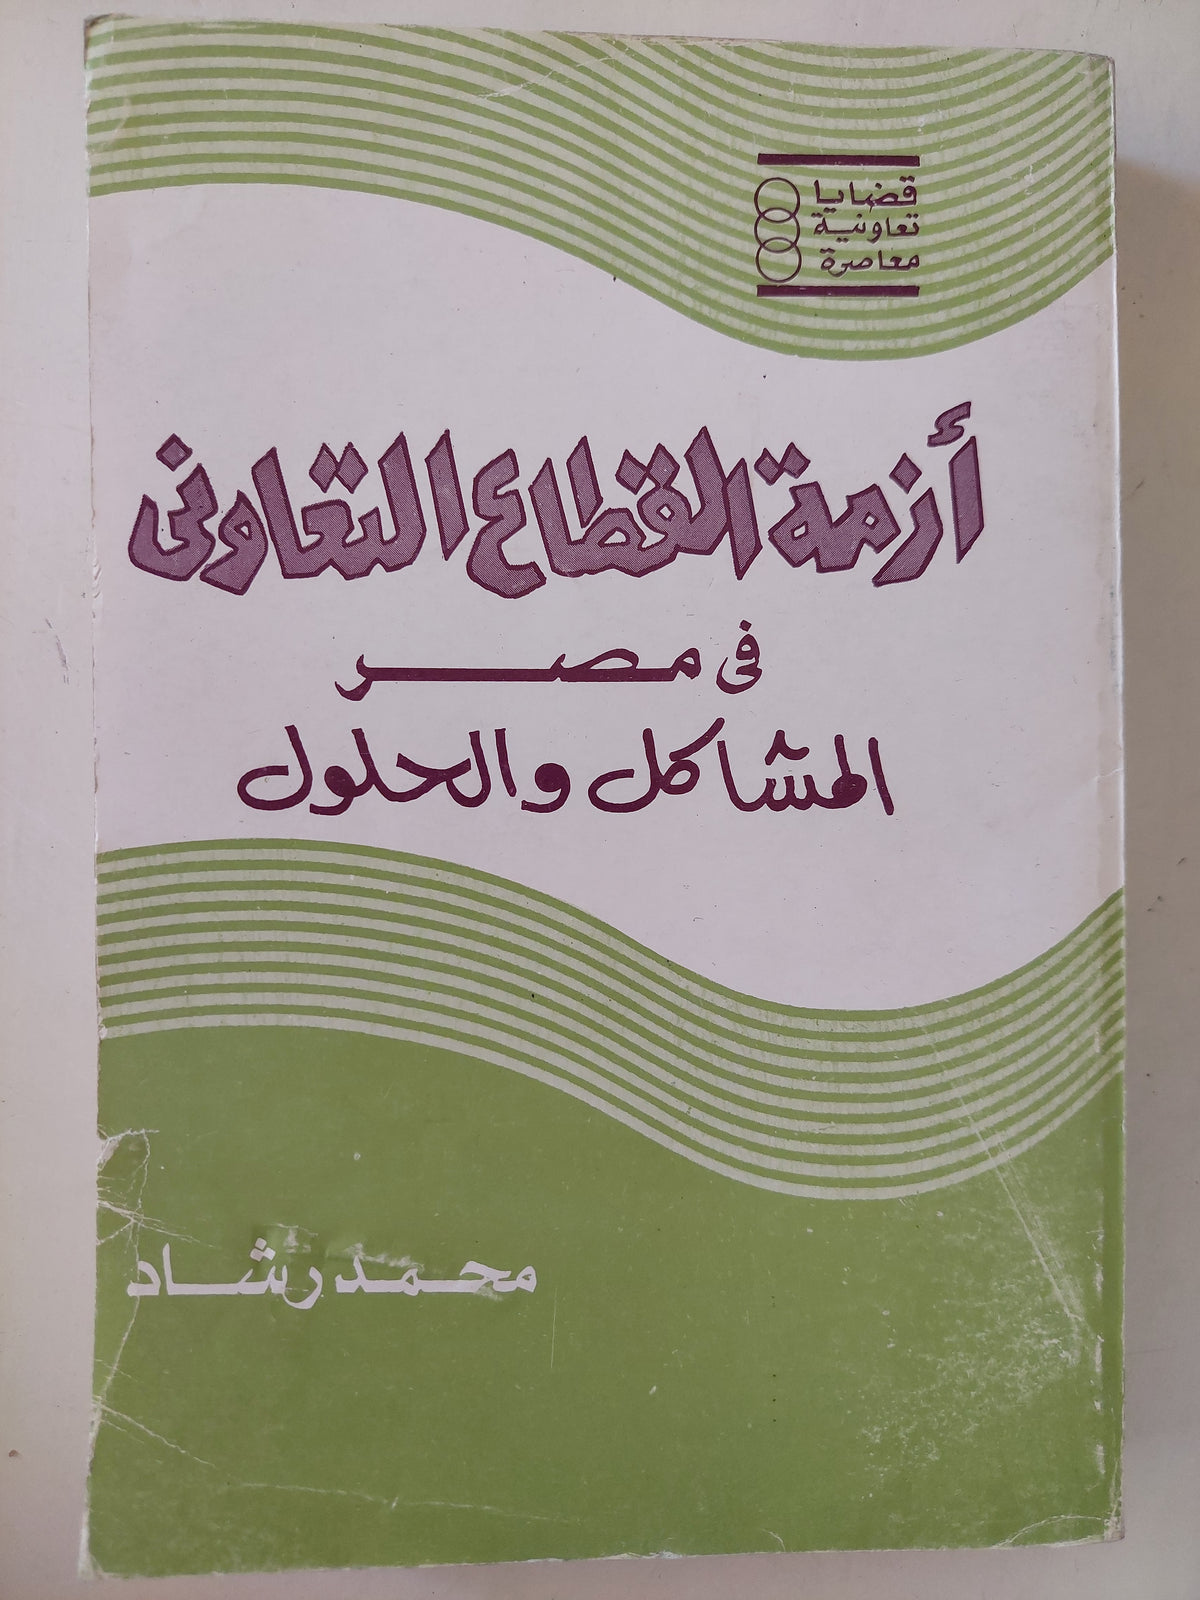 قضايا
تعاونية
معاصرة
أزمة القطاع التعاونى
فى مصر
المشاكل والحلول
محمد رشاد